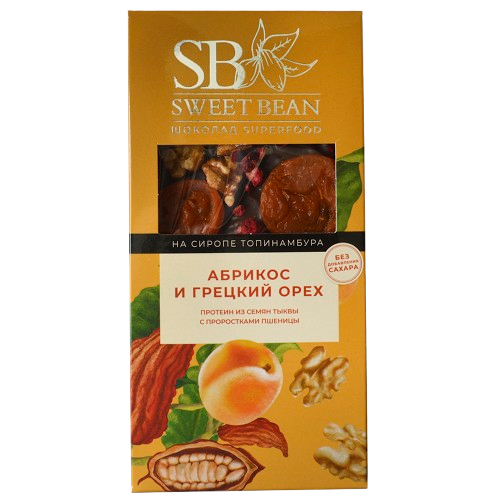 SB
SWEET BEAN
ШОКОЛАД SUPERFOOD
НА СИРОПЕ ТОПИНАМБУРА
БЕЗ
ДОБАВЛЕНИЯ
САХАРА
АБРИКОС
И ГРЕЦКИЙ ОРЕХ
ПРОТЕИН ИЗ СЕМЯН ТЫКВЫ
С ПРОРОСТКАМИ ПШЕНИЦЫ